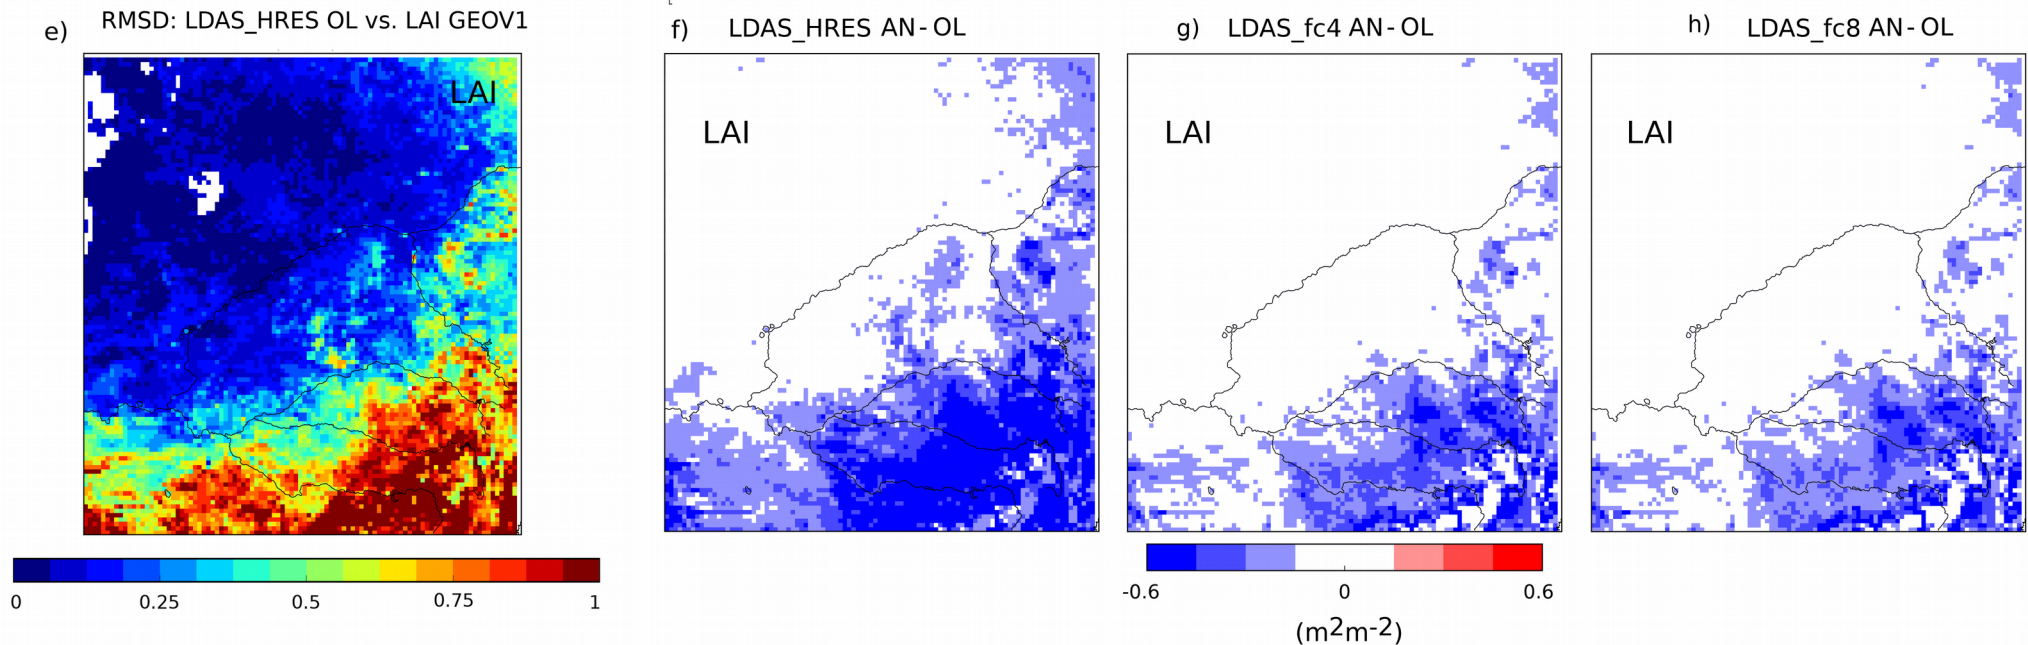 e) RMSD: LDAS_HRES OL vs. LAI GEOV1
f) LDAS_HRES AN-OL
g) LDAS_fc4 AN-OL
h) LDAS_fc8 AN-OL
LAI
LAI
LAI
LAI
0 0.25 0.5 0.75 1
-0.6 0 0.6
(m2m-2)